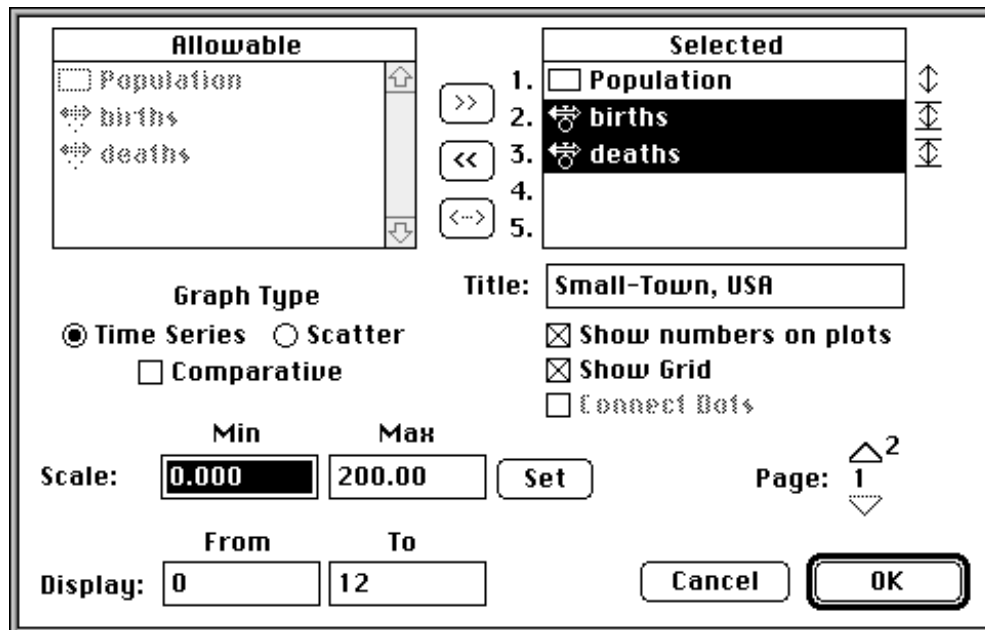 Allowable
Population
births
deaths
>>
<<
<--->
Selected
1. Population
2. births
3. deaths
4.
5.
Title: Small-Town, USA
Graph Type
Time Series Scatter
Comparative
Show numbers on plots
Show Grid
Connect Dots
Min Max
Scale: 0.000 200.00 Set
Page: 1 2
From To
Display: 0 12
Cancel OK